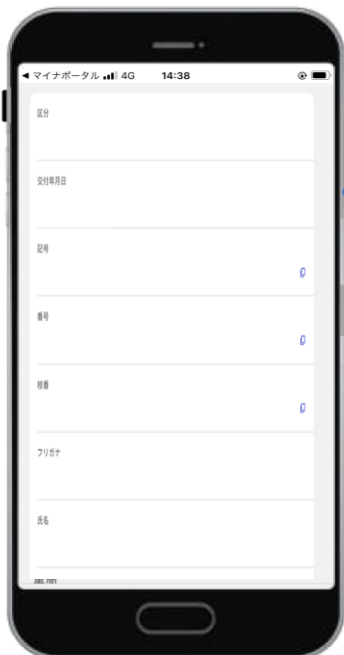 ◀ マイナポータル 4G 14:38
区分
交付年月日
記号
番号
枝番
フリガナ
氏名